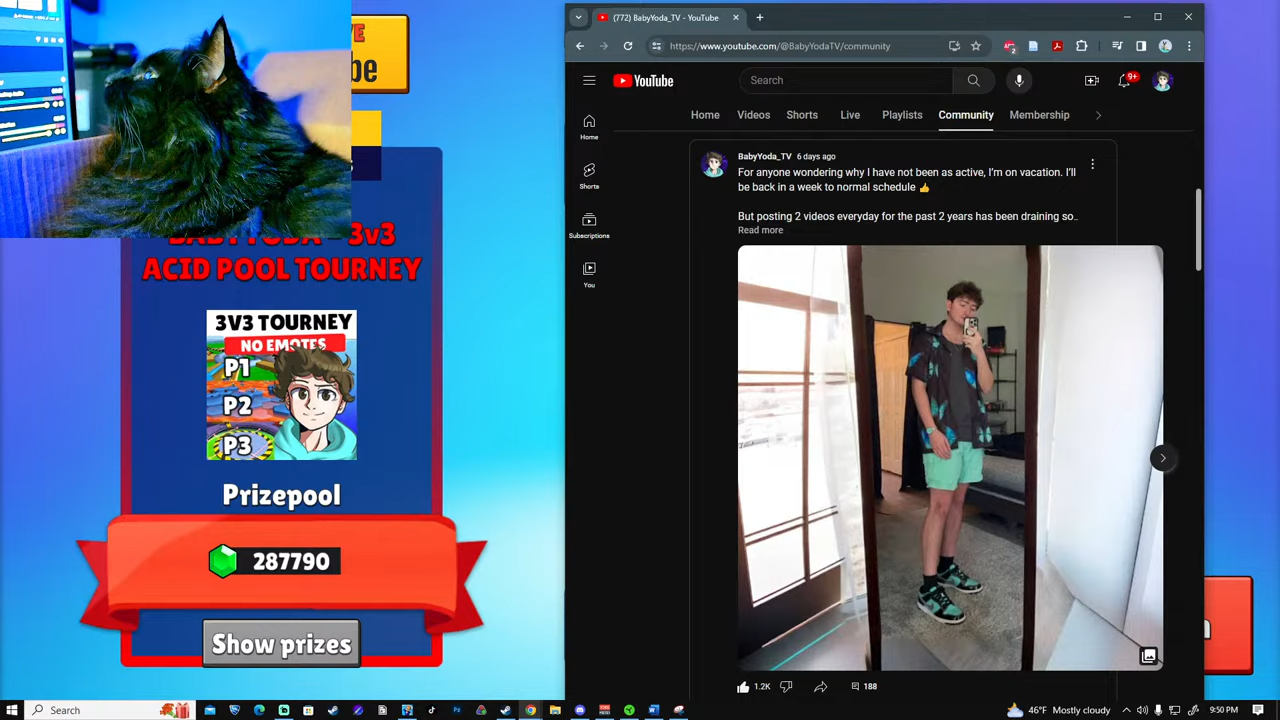 BABYYODA - 3v3
ACID POOL TOURNEY
3V3 TOURNEY
NO EMOTES
P1
P2
P3
Prizepool
287790
Show prizes
(772) BabyYoda_TV - YouTube
https://www.youtube.com/@BabyYodaTV/community
2
YouTube
Search
9+
Home
Shorts
Subscriptions
You
Home
Videos
Shorts
Live
Playlists
Community
Membership
BabyYoda_TV 6 days ago
For anyone wondering why I have not been as active, I'm on vacation. I'll
be back in a week to normal schedule 👍
But posting 2 videos everyday for the past 2 years has been draining so..
Read more
1.2K
188
Search
46°F Mostly cloudy
9:50 PM